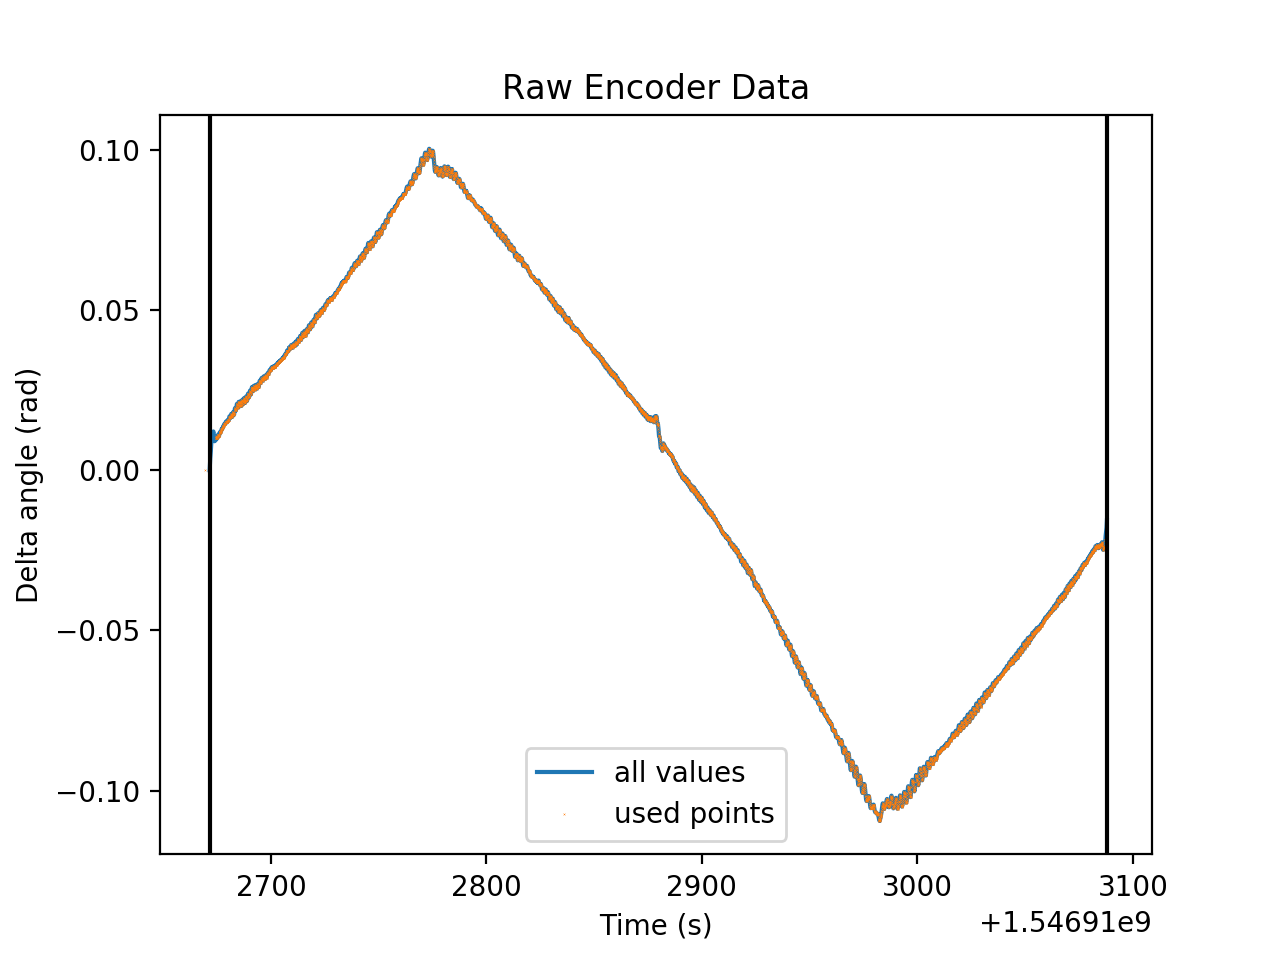 Raw Encoder Data
0.10
0.05
0.00
−0.05
−0.10
Delta angle (rad)
all values
used points
2700 2800 2900 3000 3100
Time (s)
+1.54691e9